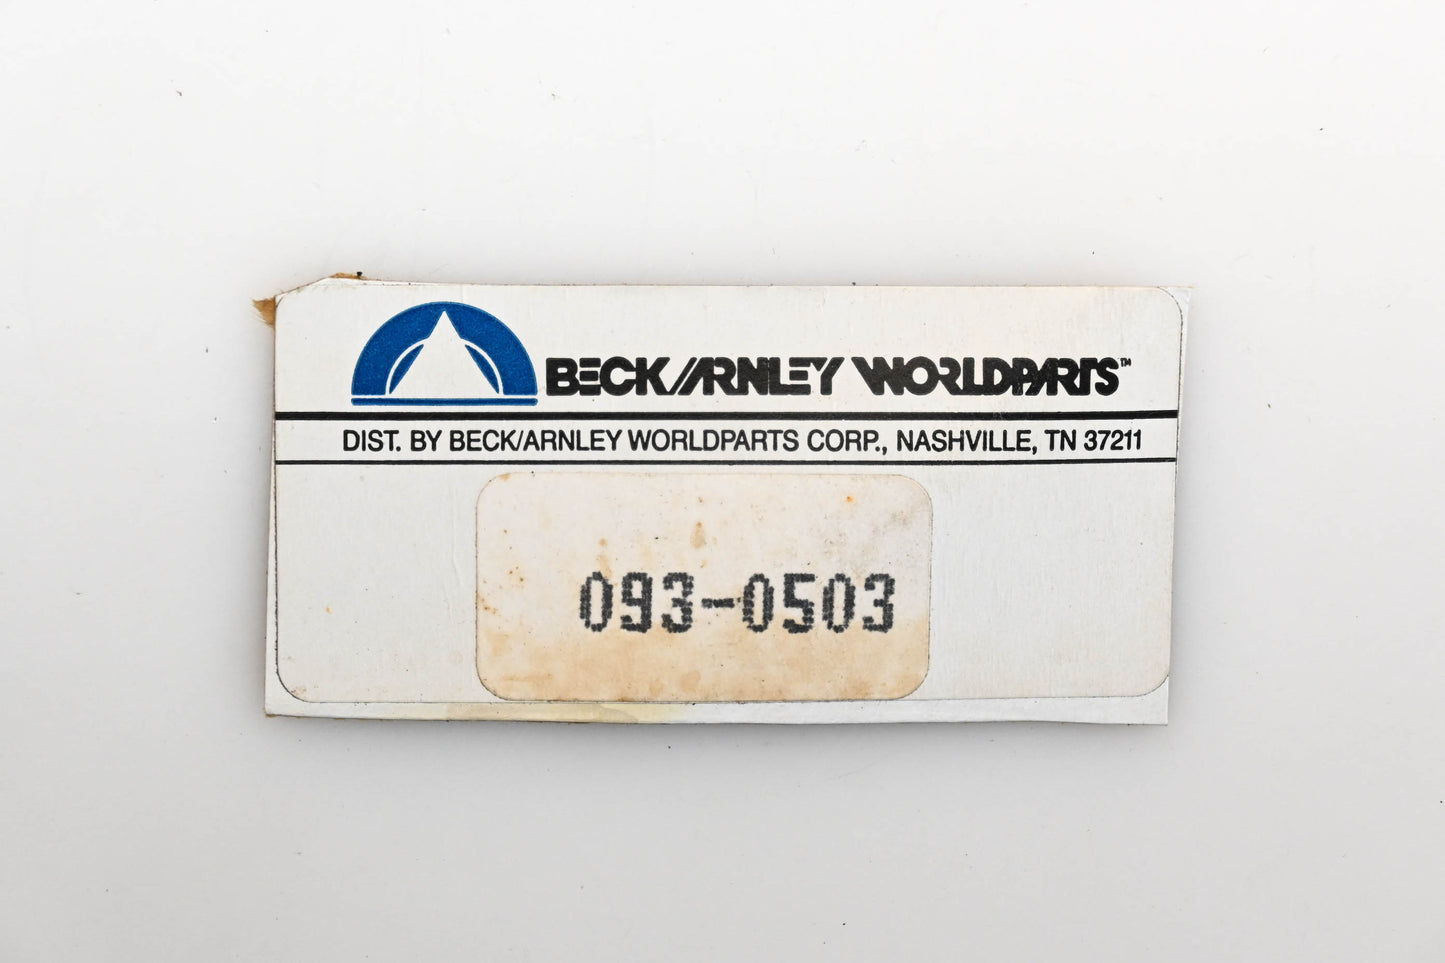 BECK/ARNLEY WORLDPARTS™
DIST. BY BECK/ARNLEY WORLDPARTS CORP., NASHVILLE, TN 37211
093-0503